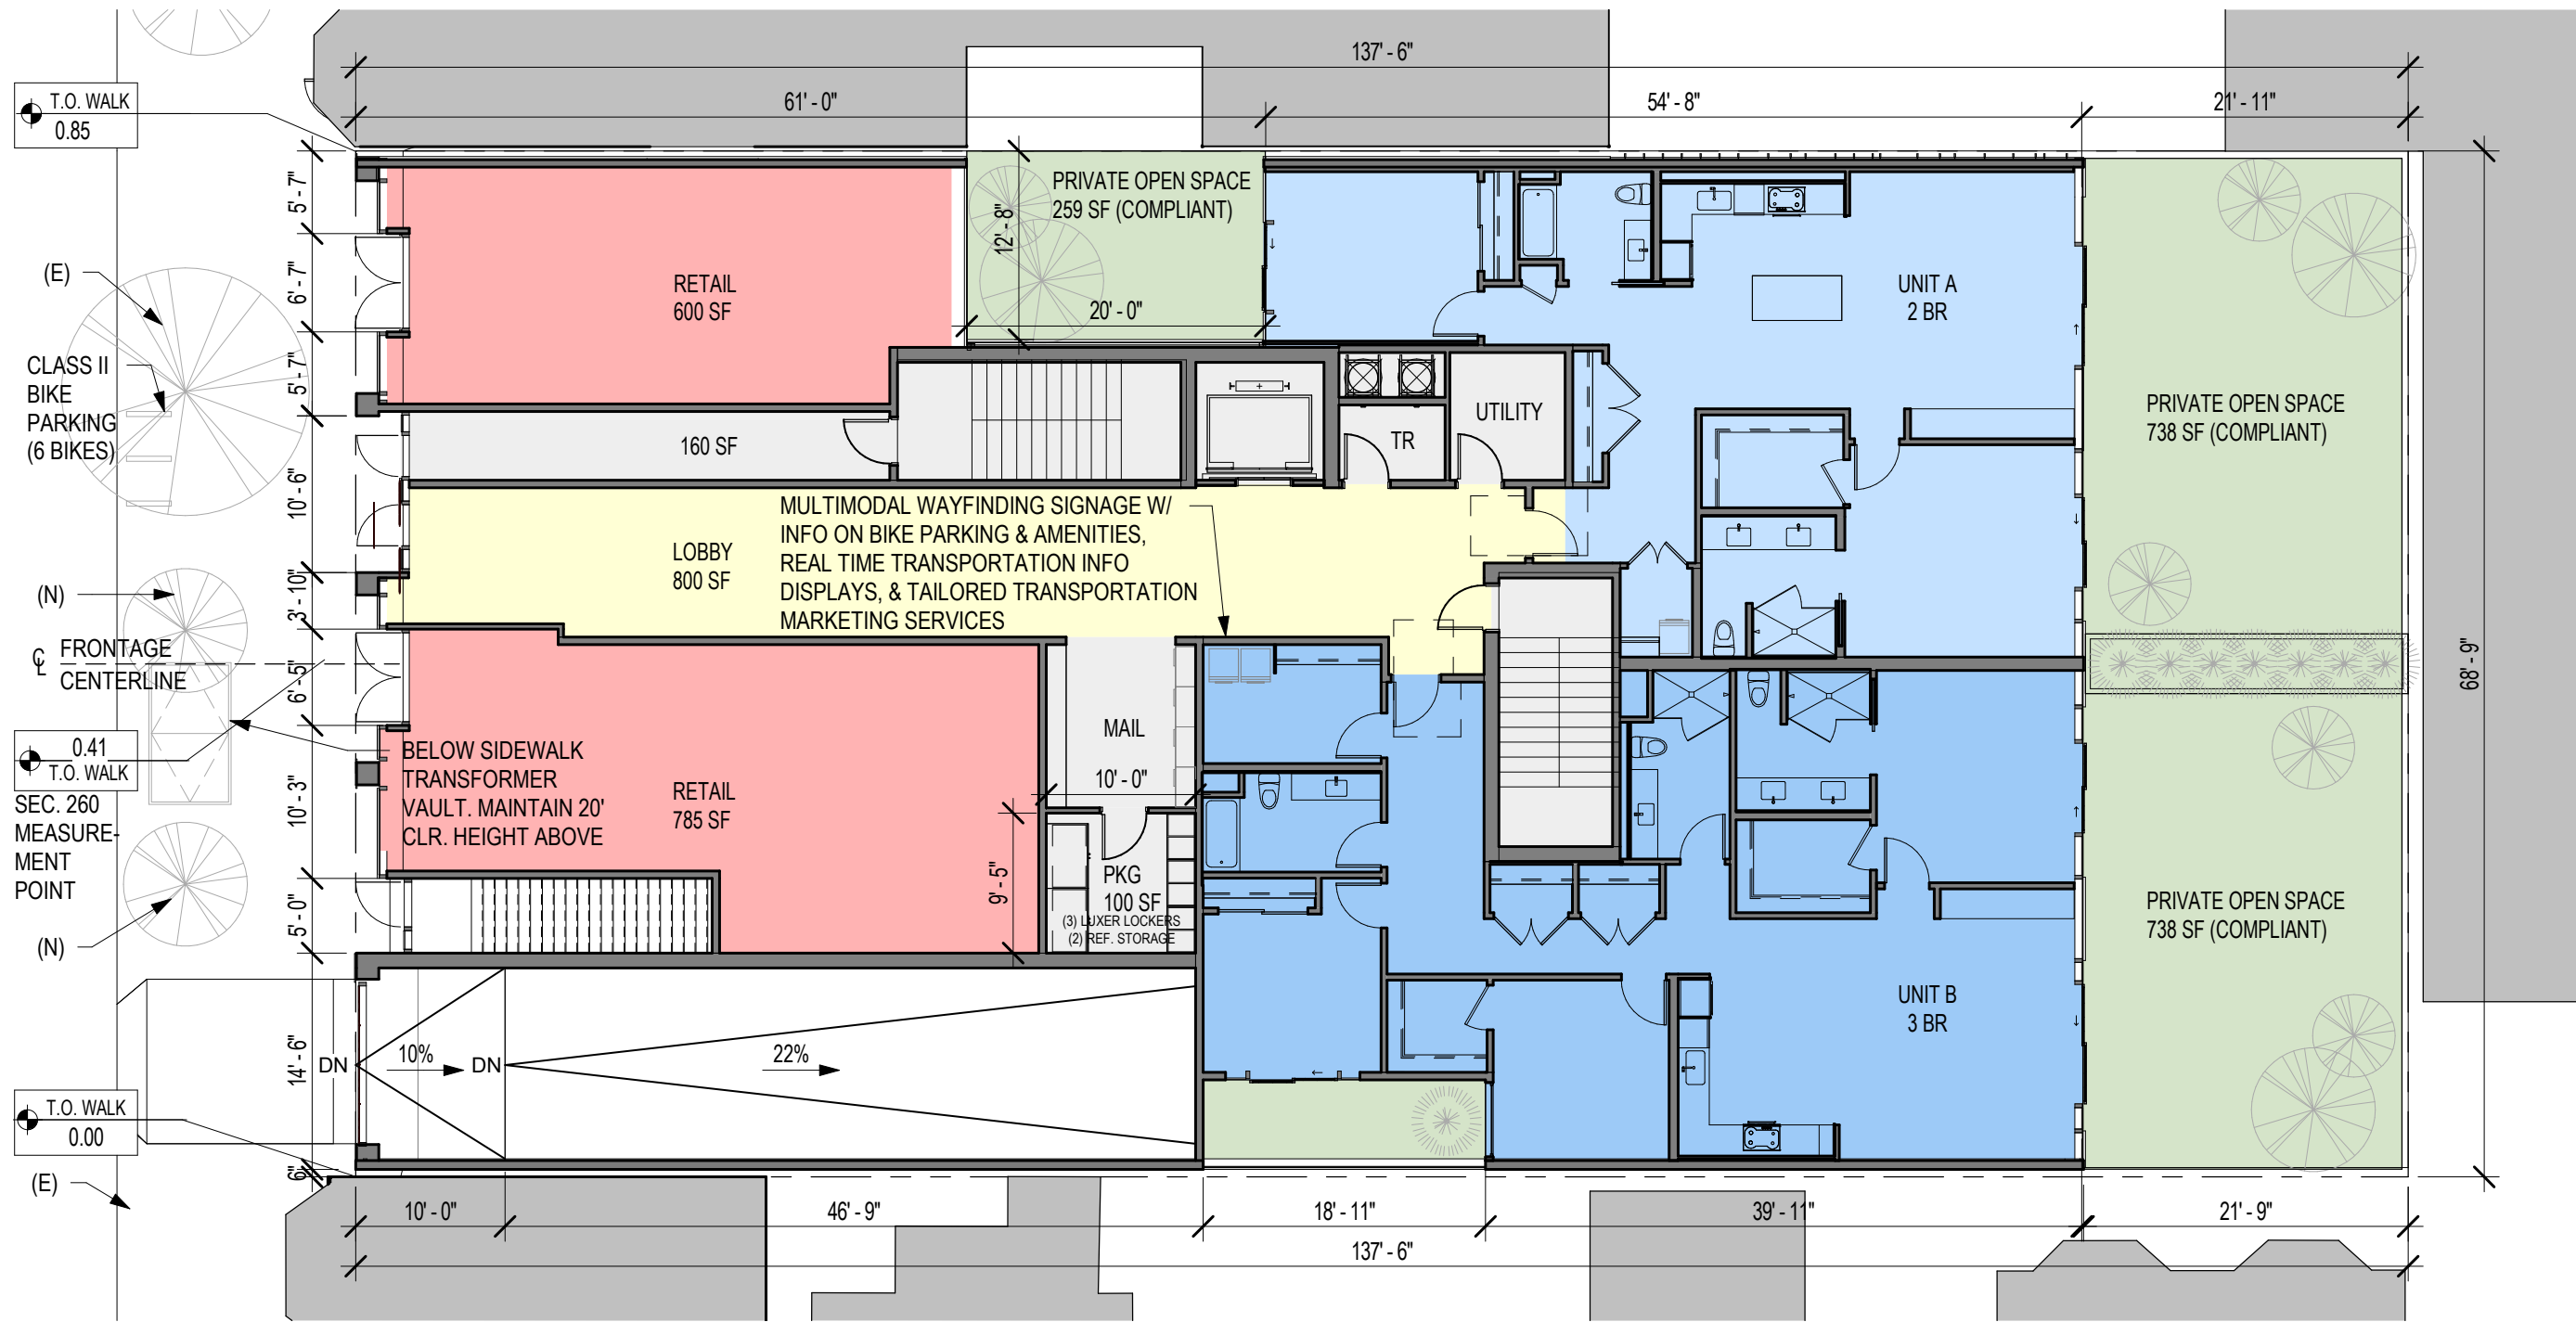 137' - 6"
61' - 0"
54' - 8"
21' - 11"
T.O. WALK
0.85
5' - 7"
6' - 7"
5' - 7"
10' - 6"
3' - 10"
6' - 5"
10' - 3"
5' - 0"
14' - 6"
6"
(E)
CLASS II
BIKE
PARKING
(6 BIKES)
(N)
℄ FRONTAGE
CENTERLINE
0.41
T.O. WALK
SEC. 260
MEASURE-
MENT
POINT
(N)
T.O. WALK
0.00
(E)
RETAIL
600 SF
PRIVATE OPEN SPACE
259 SF (COMPLIANT)
12' - 8"
20' - 0"
UNIT A
2 BR
PRIVATE OPEN SPACE
738 SF (COMPLIANT)
160 SF
TR
UTILITY
LOBBY
800 SF
MULTIMODAL WAYFINDING SIGNAGE W/
INFO ON BIKE PARKING & AMENITIES,
REAL TIME TRANSPORTATION INFO
DISPLAYS, & TAILORED TRANSPORTATION
MARKETING SERVICES
68' - 9"
BELOW SIDEWALK
TRANSFORMER
VAULT. MAINTAIN 20'
CLR. HEIGHT ABOVE
RETAIL
785 SF
MAIL
10' - 0"
9' - 5"
PKG
100 SF
(3) LUXER LOCKERS
(2) REF. STORAGE
UNIT B
3 BR
PRIVATE OPEN SPACE
738 SF (COMPLIANT)
DN
10%
DN
22%
10' - 0"
46' - 9"
18' - 11"
39' - 11"
21' - 9"
137' - 6"